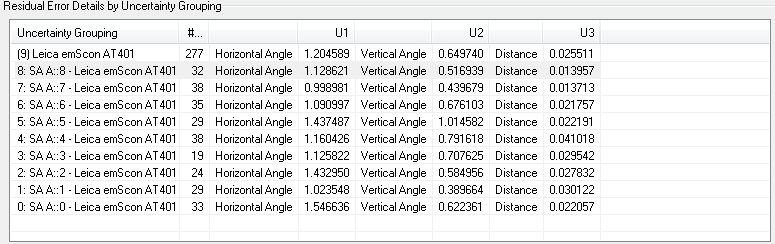 Residual Error Details by Uncertainty Grouping
Uncertainty Grouping #... U1 U2 U3
(9) Leica emScon AT401 277 Horizontal Angle 1.204589 Vertical Angle 0.649740 Distance 0.025511
8: SA A::8 - Leica emScon AT401 32 Horizontal Angle 1.128621 Vertical Angle 0.516939 Distance 0.013957
7: SA A::7 - Leica emScon AT401 38 Horizontal Angle 0.998981 Vertical Angle 0.439679 Distance 0.013713
6: SA A::6 - Leica emScon AT401 35 Horizontal Angle 1.090997 Vertical Angle 0.676103 Distance 0.021757
5: SA A::5 - Leica emScon AT401 29 Horizontal Angle 1.437487 Vertical Angle 1.014582 Distance 0.022191
4: SA A::4 - Leica emScon AT401 38 Horizontal Angle 1.160426 Vertical Angle 0.791618 Distance 0.041018
3: SA A::3 - Leica emScon AT401 19 Horizontal Angle 1.125822 Vertical Angle 0.707625 Distance 0.029542
2: SA A::2 - Leica emScon AT401 24 Horizontal Angle 1.432950 Vertical Angle 0.584956 Distance 0.027832
1: SA A::1 - Leica emScon AT401 29 Horizontal Angle 1.023548 Vertical Angle 0.389664 Distance 0.030122
0: SA A::0 - Leica emScon AT401 33 Horizontal Angle 1.546636 Vertical Angle 0.622361 Distance 0.022057